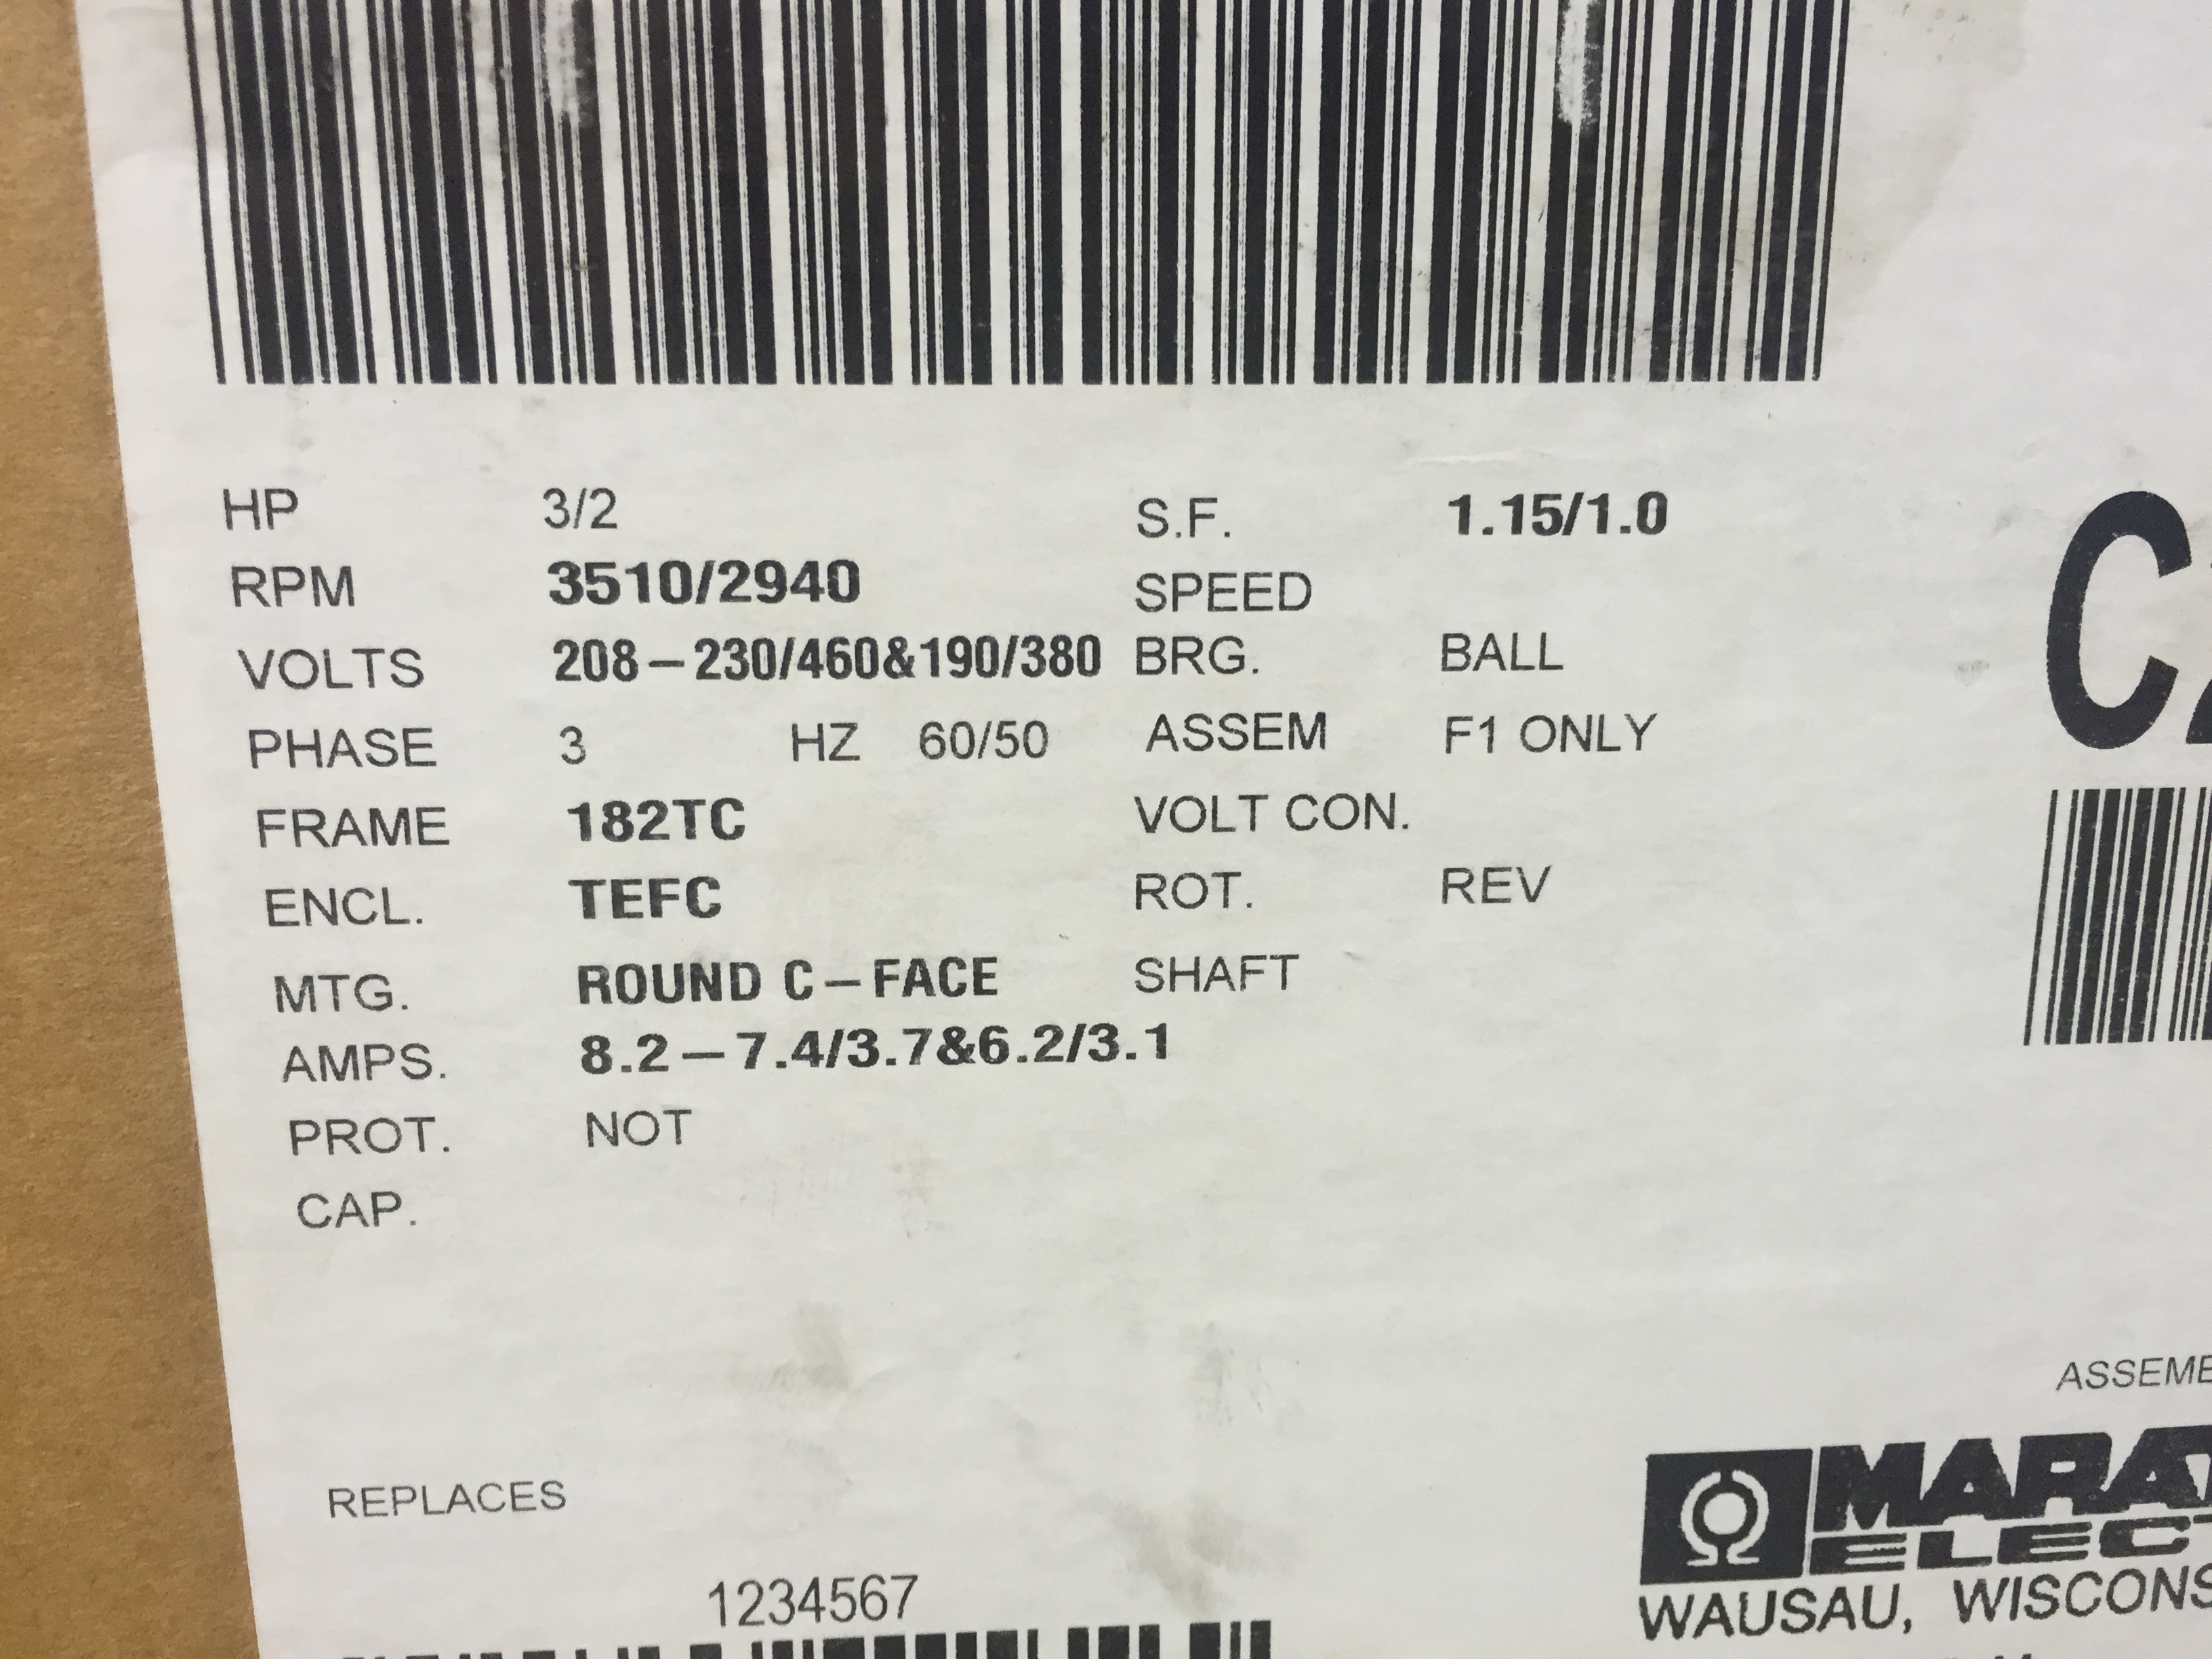 HP 3/2 S.F. 1.15/1.0
RPM 3510/2940 SPEED
VOLTS 208-230/460&190/380 BRG. BALL
PHASE 3 HZ 60/50 ASSEM F1 ONLY
FRAME 182TC VOLT CON.
ENCL. TEFC ROT. REV
MTG. ROUND C-FACE SHAFT
AMPS. 8.2-7.4/3.7&6.2/3.1
PROT. NOT
CAP.
REPLACES
1234567
WAUSAU,